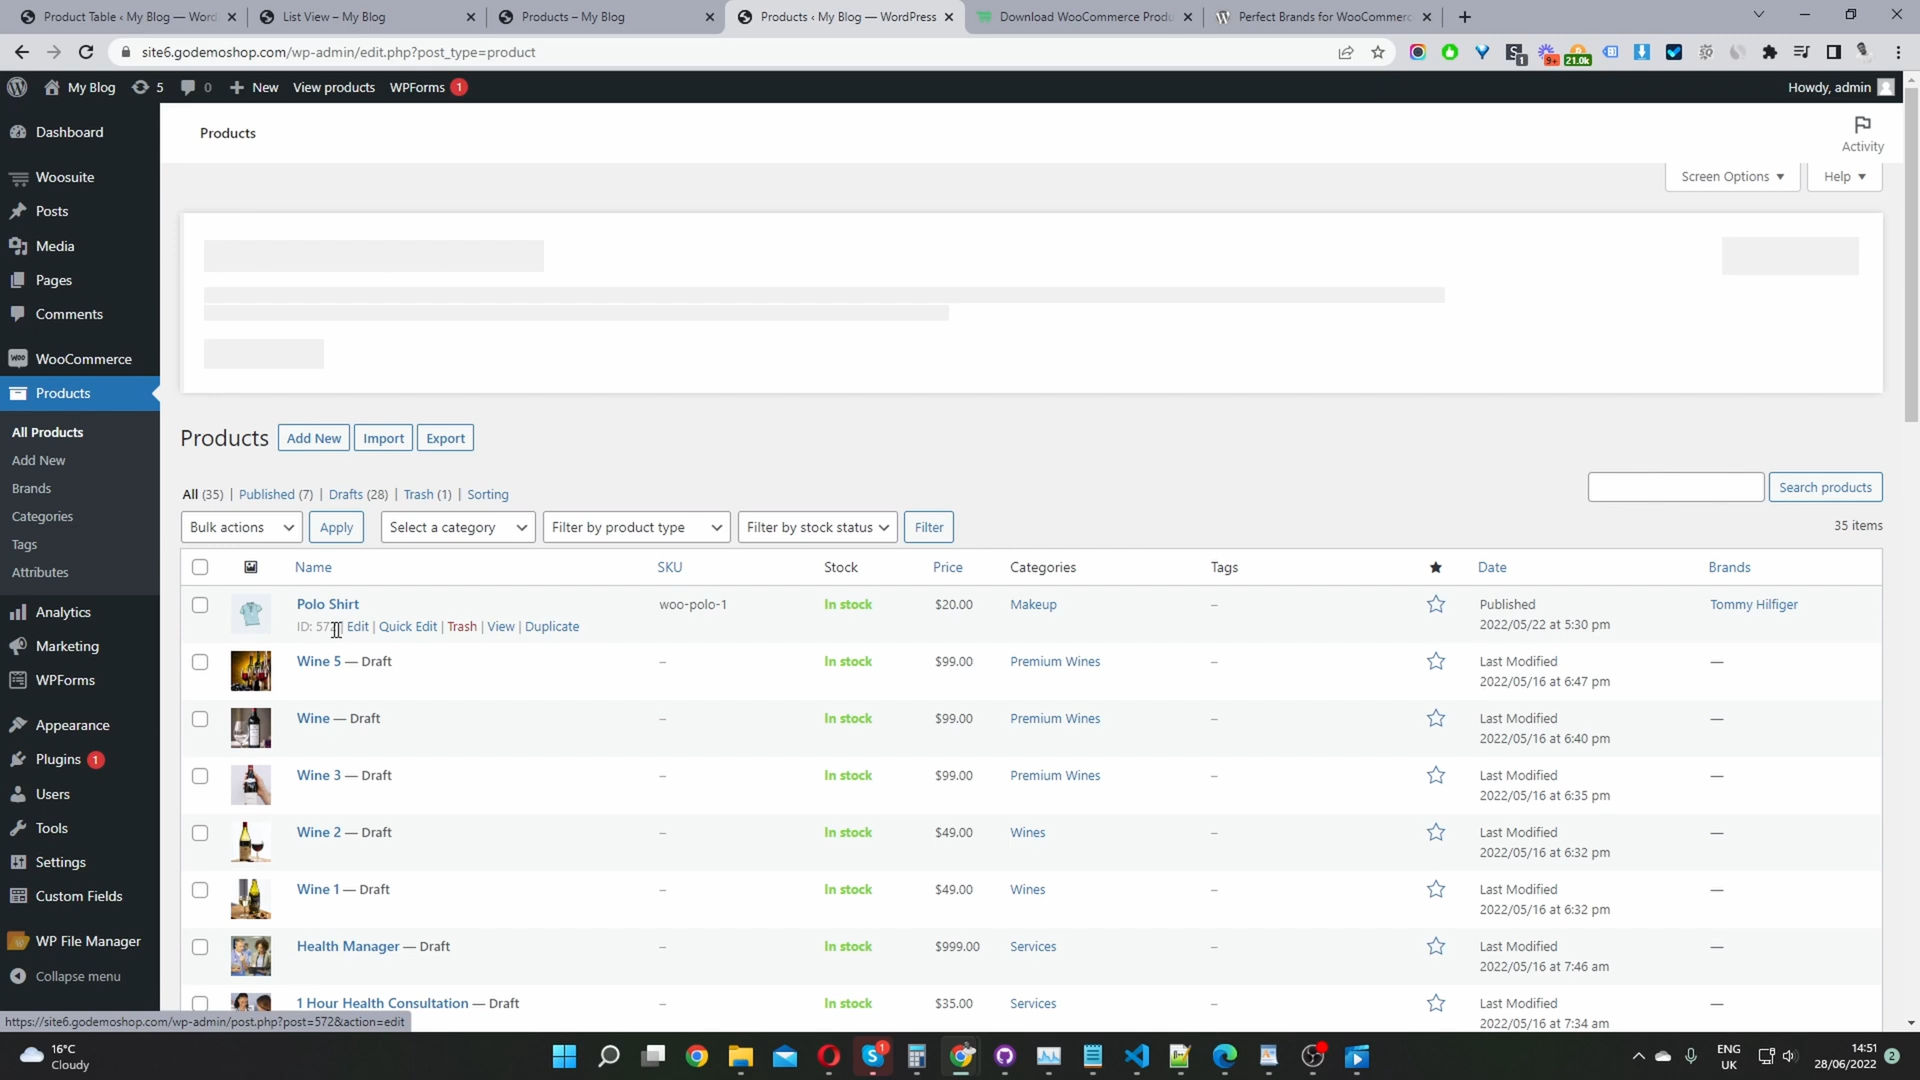 Product Table ‹ My Blog — Word
List View – My Blog
Products – My Blog
Products ‹ My Blog — WordPress
Download WooCommerce Produ
Perfect Brands for WooCommerc
site6.godemoshop.com/wp-admin/edit.php?post_type=product
1
9+
21.0k
My Blog
5
0
New
View products
WPForms 1
Howdy, admin
Dashboard
Woosuite
Posts
Media
Pages
Comments
WooCommerce
Products
All Products
Add New
Brands
Categories
Tags
Attributes
Analytics
Marketing
WPForms
Appearance
Plugins 1
Users
Tools
Settings
Custom Fields
WP File Manager
Collapse menu
Products
Activity
Screen Options
Help
Products
Add New
Import
Export
All (35) | Published (7) | Drafts (28) | Trash (1) | Sorting
Search products
Bulk actions
Apply
Select a category
Filter by product type
Filter by stock status
Filter
35 items
Name SKU Stock Price Categories Tags Date Brands
Polo Shirt woo-polo-1 In stock $20.00 Makeup – Published Tommy Hilfiger
2022/05/22 at 5:30 pm
ID: 572 | Edit | Quick Edit | Trash | View | Duplicate
Wine 5 — Draft – In stock $99.00 Premium Wines – Last Modified —
2022/05/16 at 6:47 pm
Wine — Draft – In stock $99.00 Premium Wines – Last Modified —
2022/05/16 at 6:40 pm
Wine 3 — Draft – In stock $99.00 Premium Wines – Last Modified —
2022/05/16 at 6:35 pm
Wine 2 — Draft – In stock $49.00 Wines – Last Modified —
2022/05/16 at 6:32 pm
Wine 1 — Draft – In stock $49.00 Wines – Last Modified —
2022/05/16 at 6:32 pm
Health Manager — Draft – In stock $999.00 Services – Last Modified —
2022/05/16 at 7:46 am
1 Hour Health Consultation — Draft – In stock $35.00 Services – Last Modified —
2022/05/16 at 7:34 am
https://site6.godemoshop.com/wp-admin/post.php?post=572&action=edit
16°C
Cloudy
1
ENG
UK
14:51
28/06/2022
2